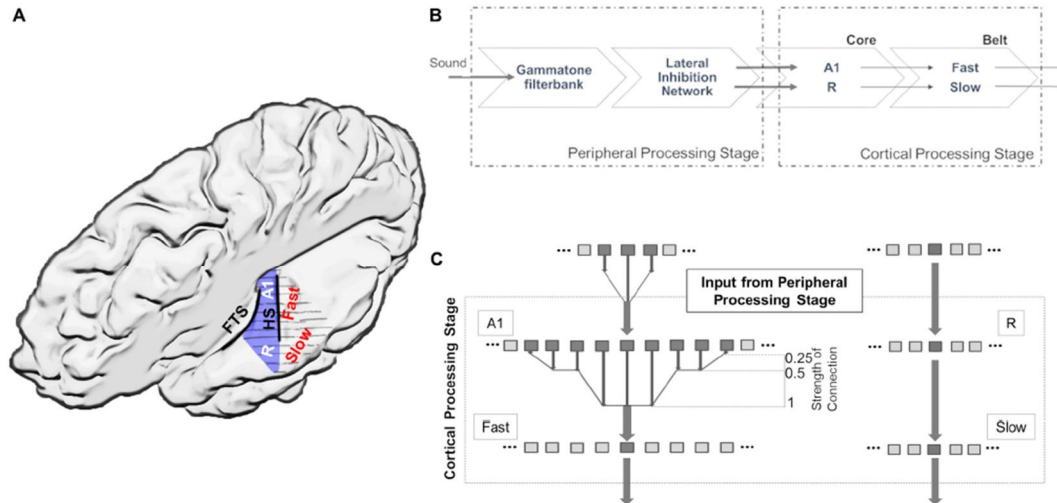 A
FTS
HS
A1
R
Fast
Slow
B
Sound
Gammatone
filterbank
Lateral
Inhibition
Network
Peripheral Processing Stage
Core
A1
R
Belt
Fast
Slow
Cortical Processing Stage
C
Cortical Processing Stage
Input from Peripheral
Processing Stage
A1
R
0.25
0.5
1
Strength of
Connection
Fast
Slow